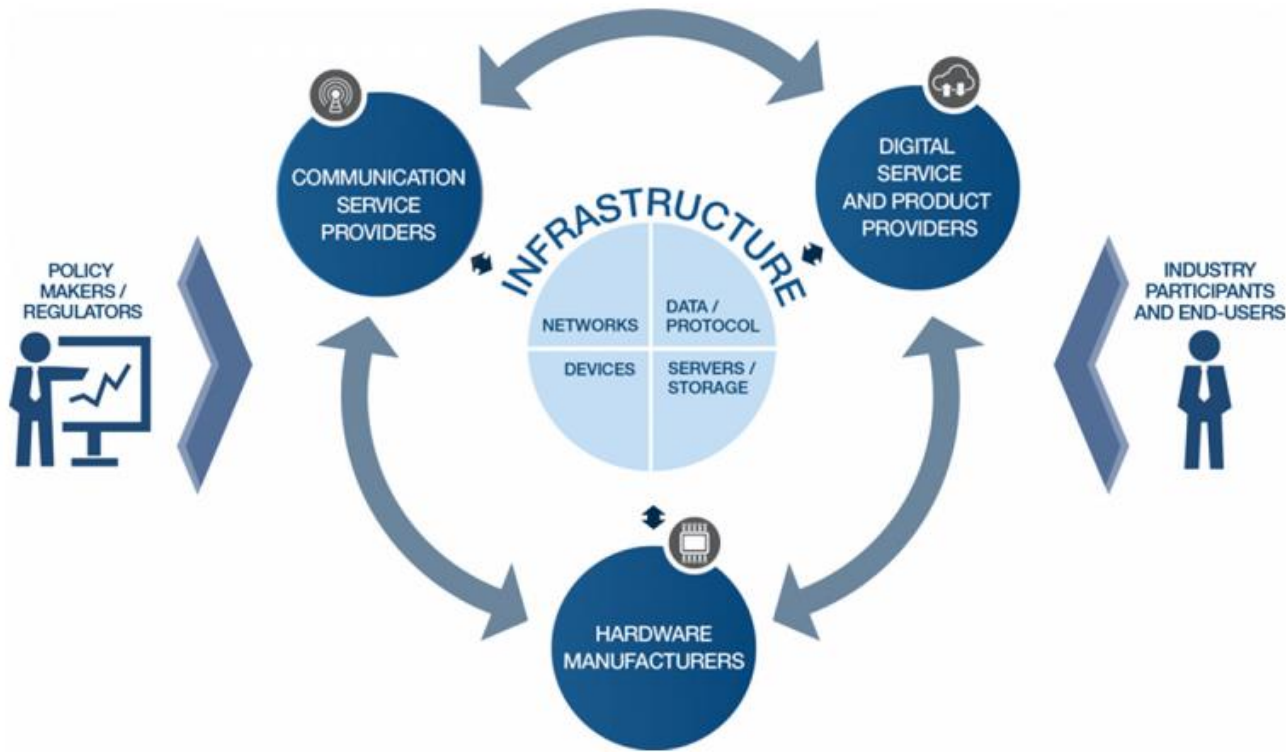 COMMUNICATION
SERVICE
PROVIDERS
DIGITAL
SERVICE
AND PRODUCT
PROVIDERS
INFRASTRUCTURE
NETWORKS
DATA /
PROTOCOL
DEVICES
SERVERS /
STORAGE
POLICY
MAKERS /
REGULATORS
INDUSTRY
PARTICIPANTS
AND END-USERS
HARDWARE
MANUFACTURERS